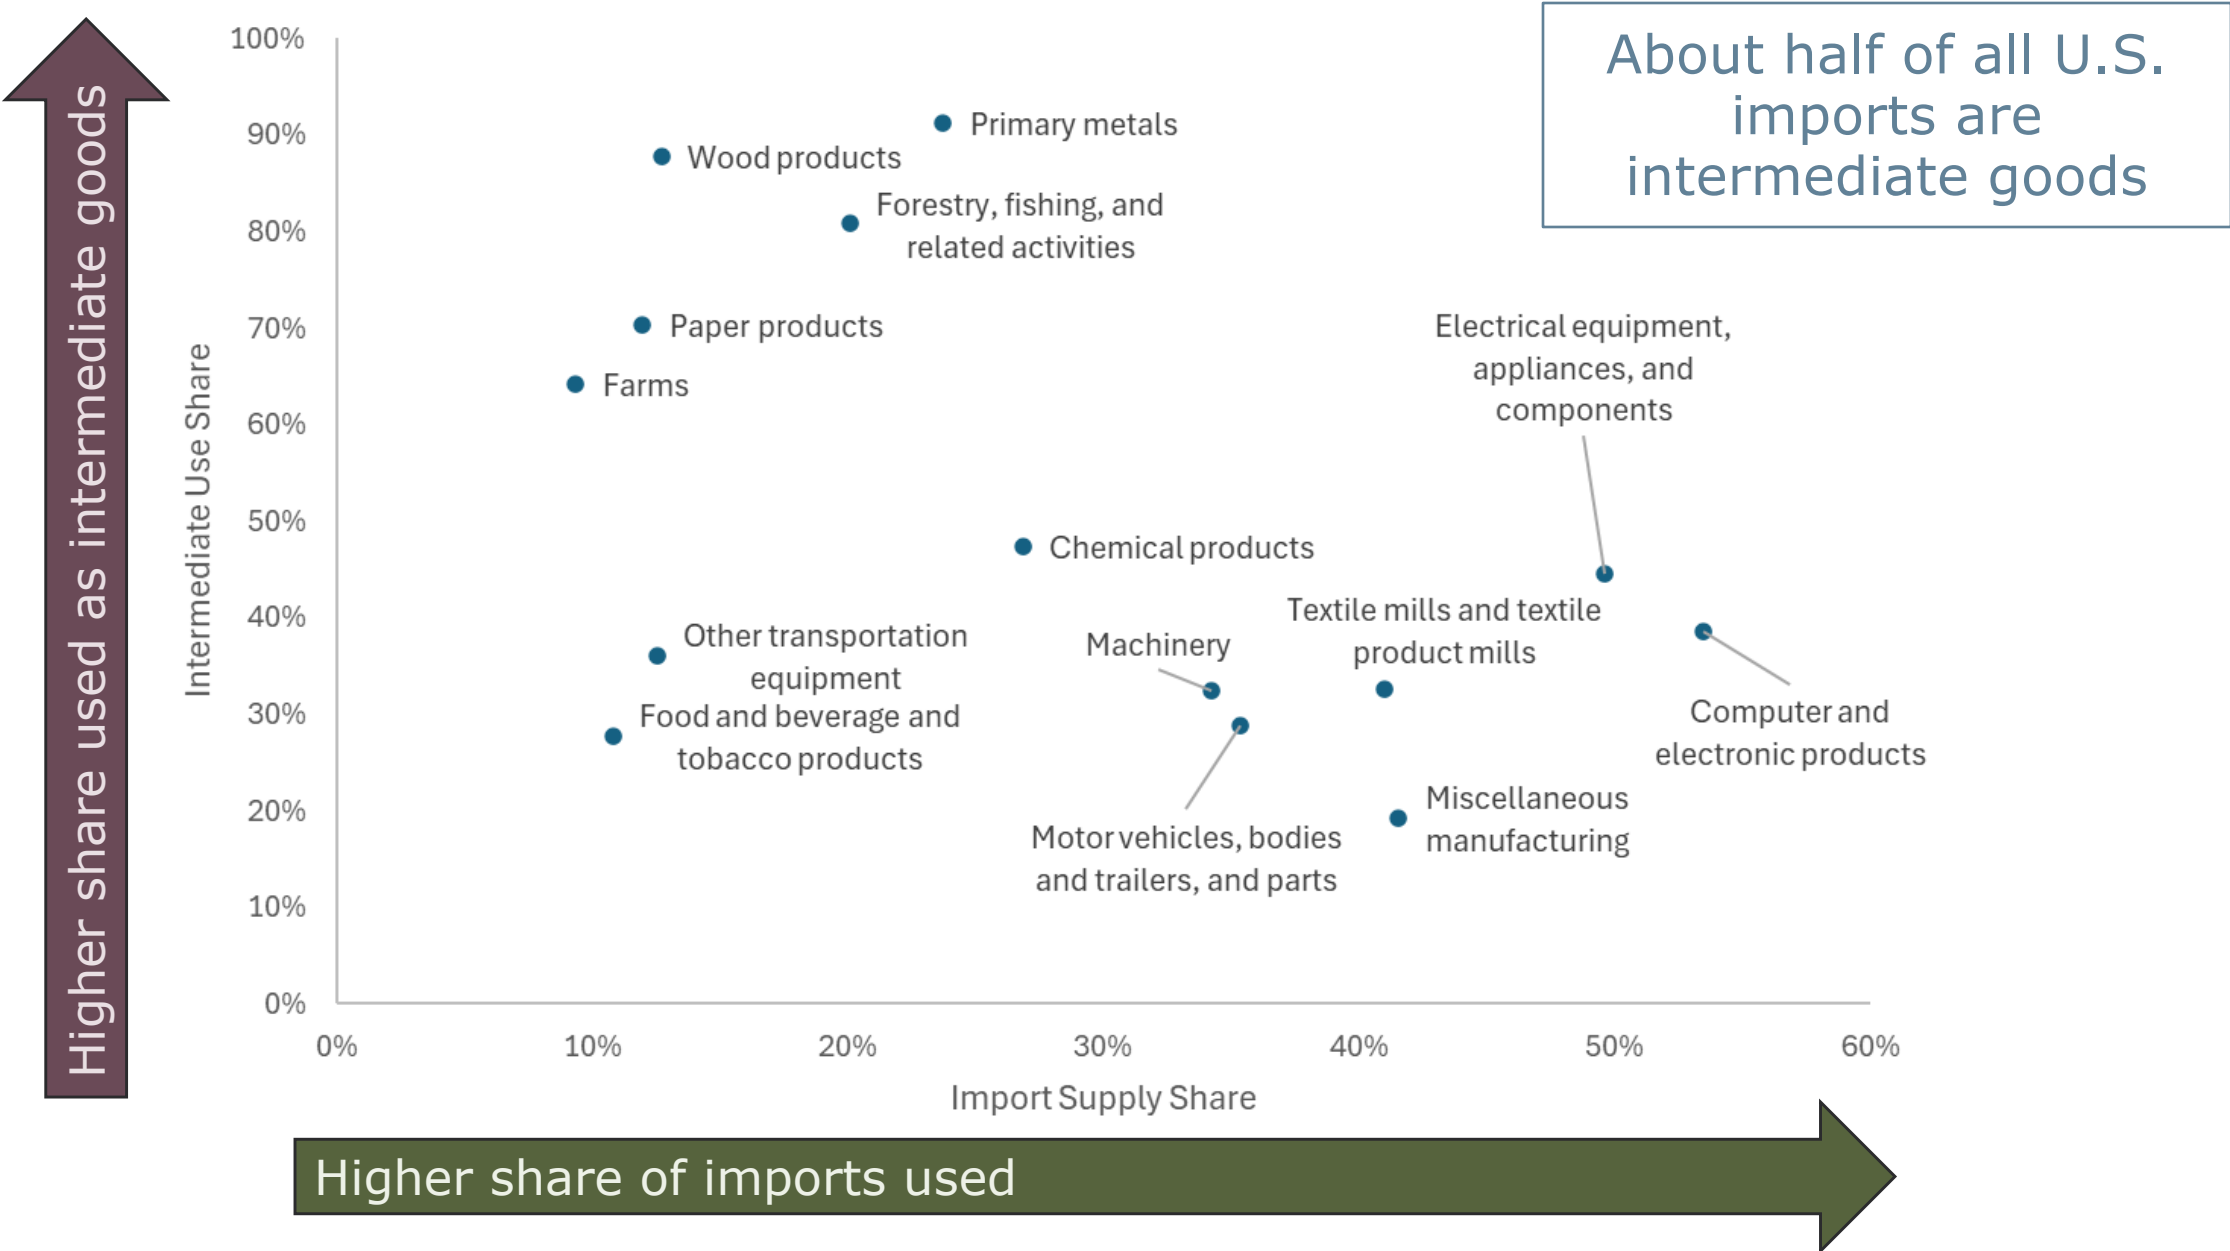 Higher share used as intermediate goods
Intermediate Use Share
100%
90%
80%
70%
60%
50%
40%
30%
20%
10%
0%
About half of all U.S.
imports are
intermediate goods
Primary metals
Wood products
Forestry, fishing, and
related activities
Paper products
Farms
Electrical equipment,
appliances, and
components
Chemical products
Other transportation
equipment
Food and beverage and
tobacco products
Machinery
Textile mills and textile
product mills
Computer and
electronic products
Motor vehicles, bodies
and trailers, and parts
Miscellaneous
manufacturing
0%
10%
20%
30%
40%
50%
60%
Import Supply Share
Higher share of imports used